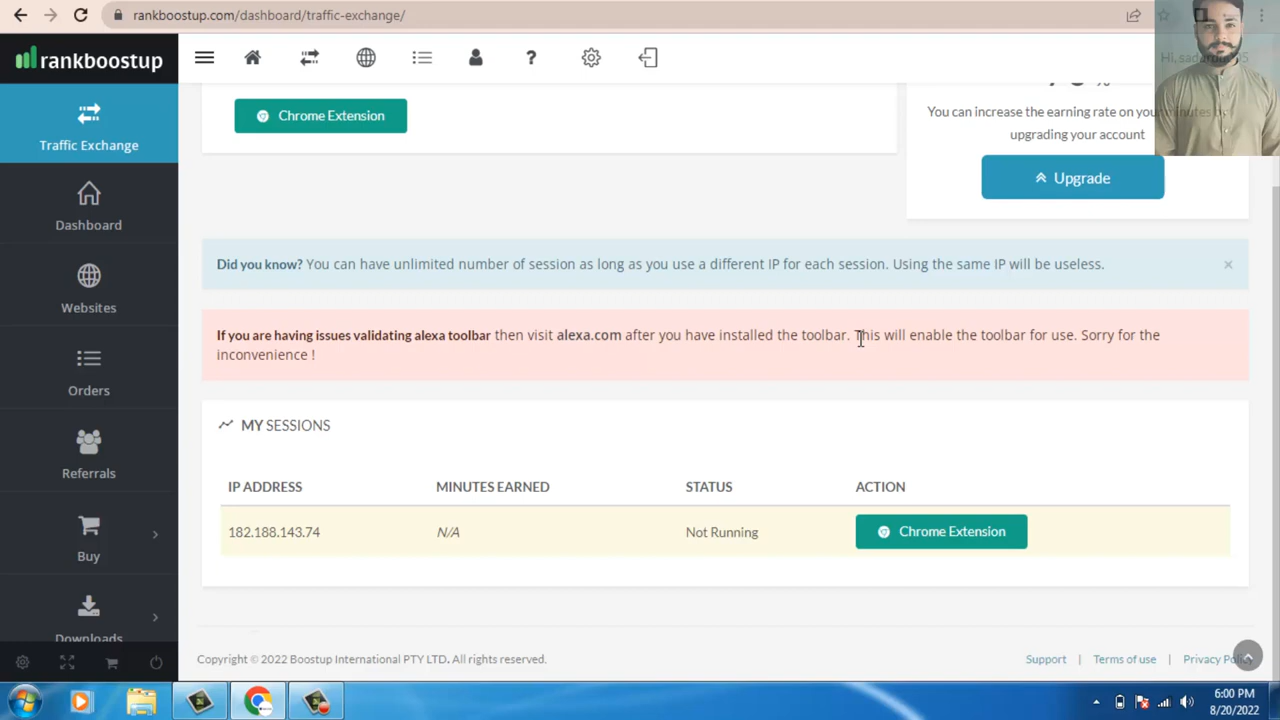 rankboostup.com/dashboard/traffic-exchange/
rankboostup
Traffic Exchange
Dashboard
Websites
Orders
Referrals
Buy
Downloads
?
Hi,
Chrome Extension
You can increase the earning rate on your minutes by
upgrading your account
Upgrade
Did you know? You can have unlimited number of session as long as you use a different IP for each session. Using the same IP will be useless.
×
If you are having issues validating alexa toolbar then visit alexa.com after you have installed the toolbar. This will enable the toolbar for use. Sorry for the
inconvenience !
MY SESSIONS
IP ADDRESS MINUTES EARNED STATUS ACTION
182.188.143.74 N/A Not Running Chrome Extension
Copyright © 2022 Boostup International PTY LTD. All rights reserved.
Support | Terms of use | Privacy Policy
6:00 PM
8/20/2022